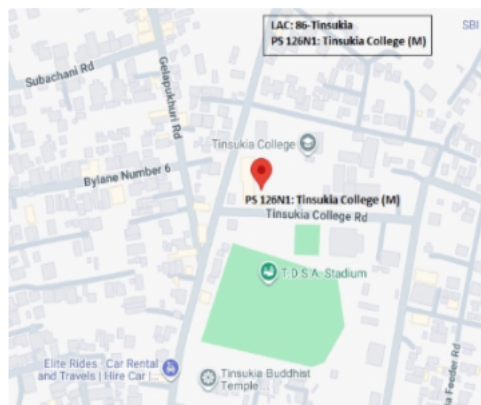 LAC: 86-Tinsukia
PS 126N1: Tinsukia College (M)
SBI
Subachani Rd
Gelapukhuri Rd
Tinsukia College
Bylane Number 6
PS 126N1: Tinsukia College (M)
Tinsukia College Rd
T.D.S.A. Stadium
Elite Rides - Car Rental
and Travels | Hire Car |...
Tinsukia Buddhist
Temple...
Feeder Rd